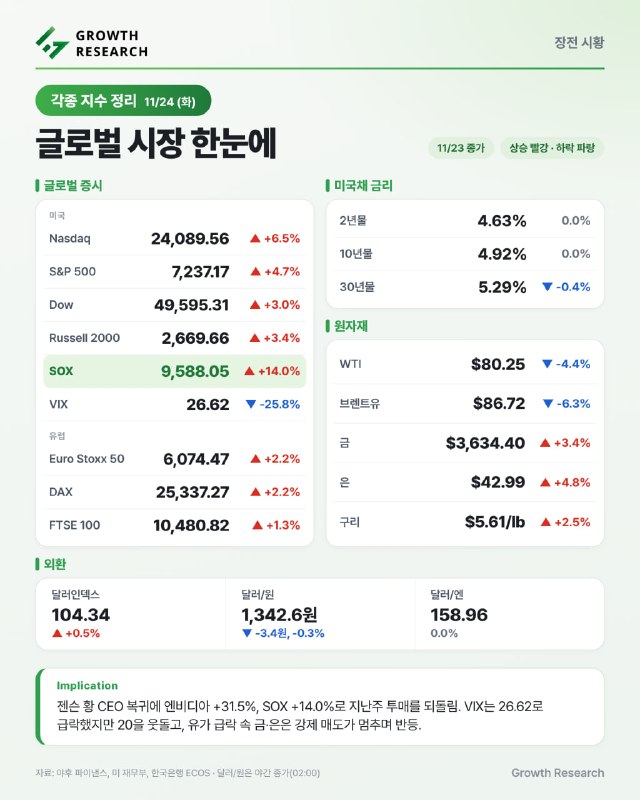 GROWTH
RESEARCH
장전 시황
각종 지수 정리 11/24 (화)
글로벌 시장 한눈에
11/23 종가
상승 빨강 · 하락 파랑
글로벌 증시
미국
Nasdaq 24,089.56 ▲ +6.5%
S&P 500 7,237.17 ▲ +4.7%
Dow 49,595.31 ▲ +3.0%
Russell 2000 2,669.66 ▲ +3.4%
SOX 9,588.05 ▲ +14.0%
VIX 26.62 ▼ -25.8%
유럽
Euro Stoxx 50 6,074.47 ▲ +2.2%
DAX 25,337.27 ▲ +2.2%
FTSE 100 10,480.82 ▲ +1.3%
미국채 금리
2년물 4.63% 0.0%
10년물 4.92% 0.0%
30년물 5.29% ▼ -0.4%
원자재
WTI $80.25 ▼ -4.4%
브렌트유 $86.72 ▼ -6.3%
금 $3,634.40 ▲ +3.4%
은 $42.99 ▲ +4.8%
구리 $5.61/lb ▲ +2.5%
외환
달러인덱스
104.34
▲ +0.5%
달러/원
1,342.6원
▼ -3.4원, -0.3%
달러/엔
158.96
0.0%
Implication
젠슨 황 CEO 복귀에 엔비디아 +31.5%, SOX +14.0%로 지난주 투매를 되돌림. VIX는 26.62로
급락했지만 20을 웃돌고, 유가 급락 속 금·은은 강제 매도가 멈추며 반등.
자료: 야후 파이낸스, 미 재무부, 한국은행 ECOS · 달러/원은 야간 종가(02:00)
Growth Research